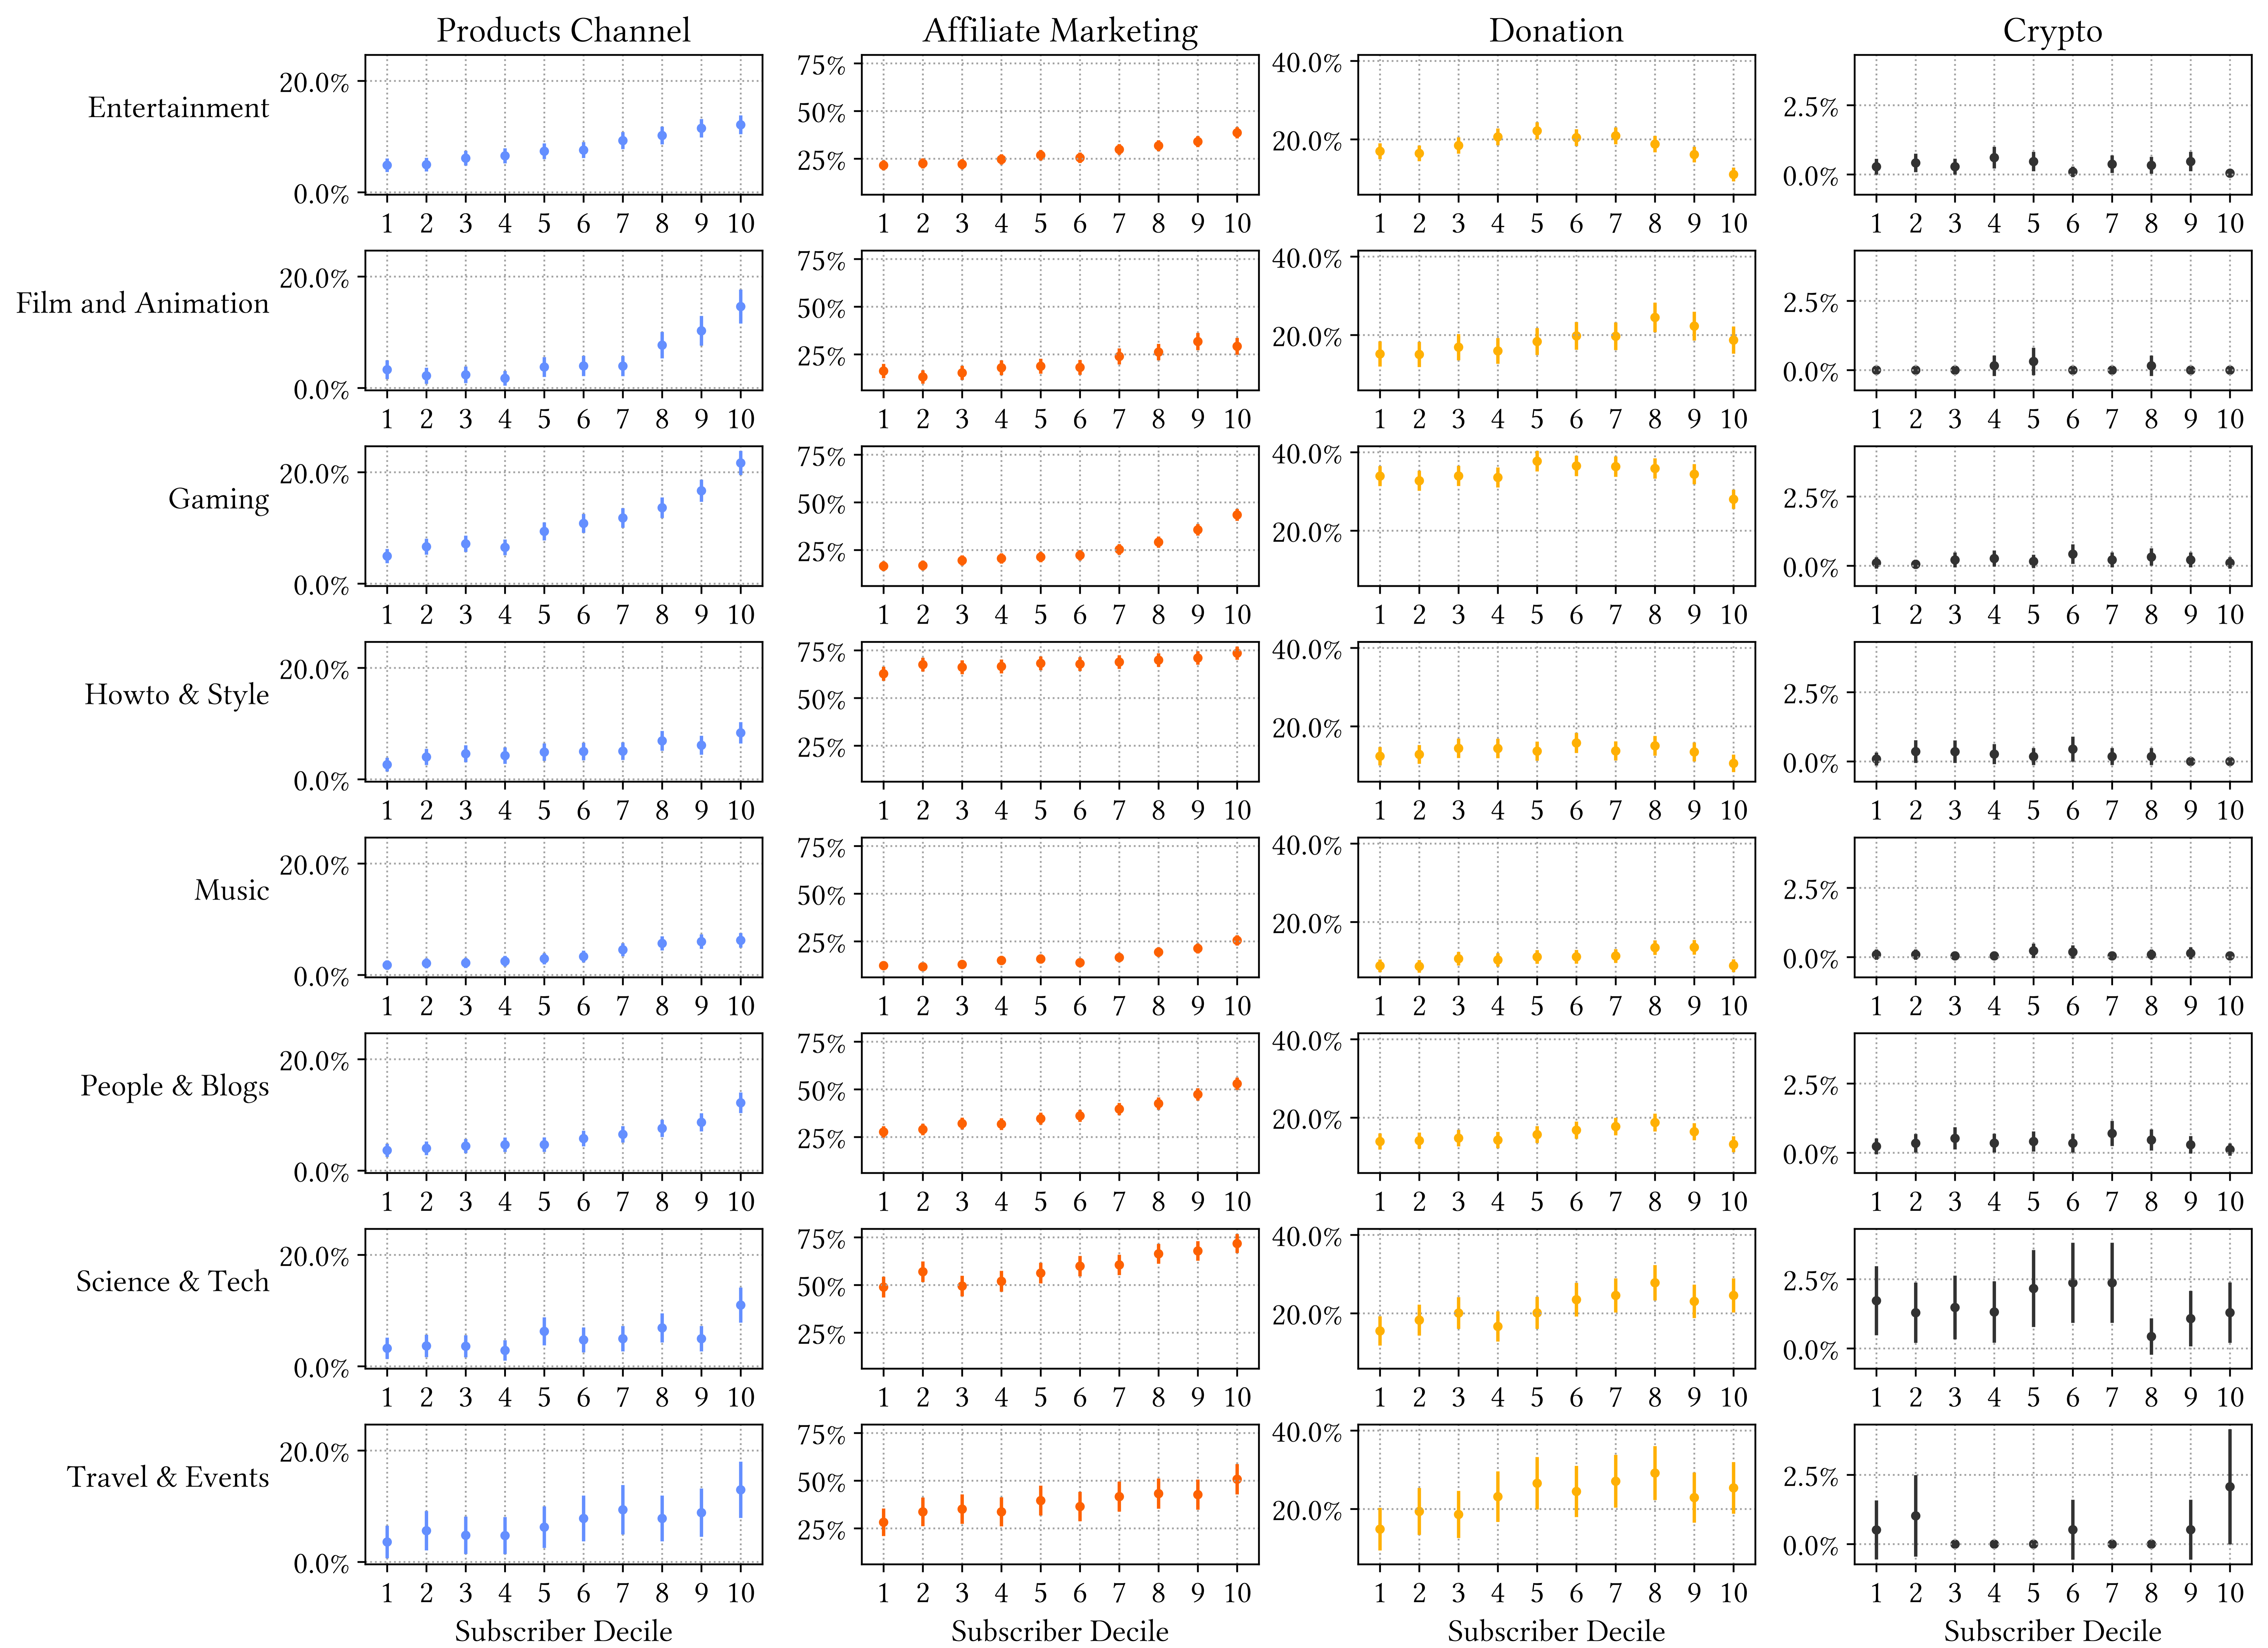 Products Channel Affiliate Marketing Donation Crypto
Entertainment
20.0% 75% 40.0% 2.5%
50%
25% 20.0%
0.0% 0.0%
1 2 3 4 5 6 7 8 9 10 1 2 3 4 5 6 7 8 9 10 1 2 3 4 5 6 7 8 9 10 1 2 3 4 5 6 7 8 9 10
Film and Animation
20.0% 75% 40.0% 2.5%
50%
25% 20.0%
0.0% 0.0%
1 2 3 4 5 6 7 8 9 10 1 2 3 4 5 6 7 8 9 10 1 2 3 4 5 6 7 8 9 10 1 2 3 4 5 6 7 8 9 10
Gaming
20.0% 75% 40.0% 2.5%
50%
25% 20.0%
0.0% 0.0%
1 2 3 4 5 6 7 8 9 10 1 2 3 4 5 6 7 8 9 10 1 2 3 4 5 6 7 8 9 10 1 2 3 4 5 6 7 8 9 10
Howto & Style
20.0% 75% 40.0% 2.5%
50%
25% 20.0%
0.0% 0.0%
1 2 3 4 5 6 7 8 9 10 1 2 3 4 5 6 7 8 9 10 1 2 3 4 5 6 7 8 9 10 1 2 3 4 5 6 7 8 9 10
Music
20.0% 75% 40.0% 2.5%
50%
25% 20.0%
0.0% 0.0%
1 2 3 4 5 6 7 8 9 10 1 2 3 4 5 6 7 8 9 10 1 2 3 4 5 6 7 8 9 10 1 2 3 4 5 6 7 8 9 10
People & Blogs
20.0% 75% 40.0% 2.5%
50%
25% 20.0%
0.0% 0.0%
1 2 3 4 5 6 7 8 9 10 1 2 3 4 5 6 7 8 9 10 1 2 3 4 5 6 7 8 9 10 1 2 3 4 5 6 7 8 9 10
Science & Tech
20.0% 75% 40.0% 2.5%
50%
25% 20.0%
0.0% 0.0%
1 2 3 4 5 6 7 8 9 10 1 2 3 4 5 6 7 8 9 10 1 2 3 4 5 6 7 8 9 10 1 2 3 4 5 6 7 8 9 10
Travel & Events
20.0% 75% 40.0% 2.5%
50%
25% 20.0%
0.0% 0.0%
1 2 3 4 5 6 7 8 9 10 1 2 3 4 5 6 7 8 9 10 1 2 3 4 5 6 7 8 9 10 1 2 3 4 5 6 7 8 9 10
Subscriber Decile Subscriber Decile Subscriber Decile Subscriber Decile